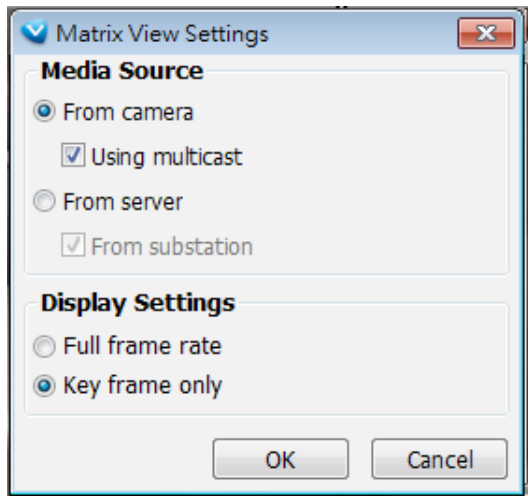 Matrix View Settings
Media Source
From camera
Using multicast
From server
From substation
Display Settings
Full frame rate
Key frame only
OK Cancel